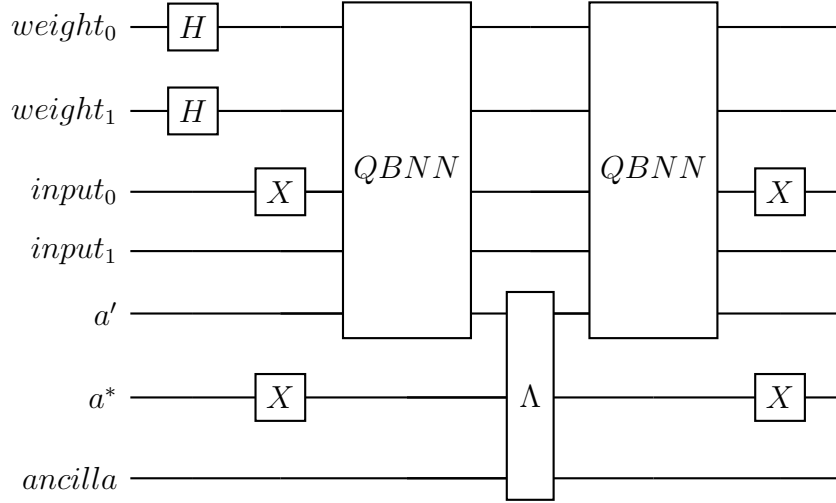 weight₀ H
weight₁ H
QBNN QBNN
input₀ X X
input₁
a′
a* X Λ X
ancilla